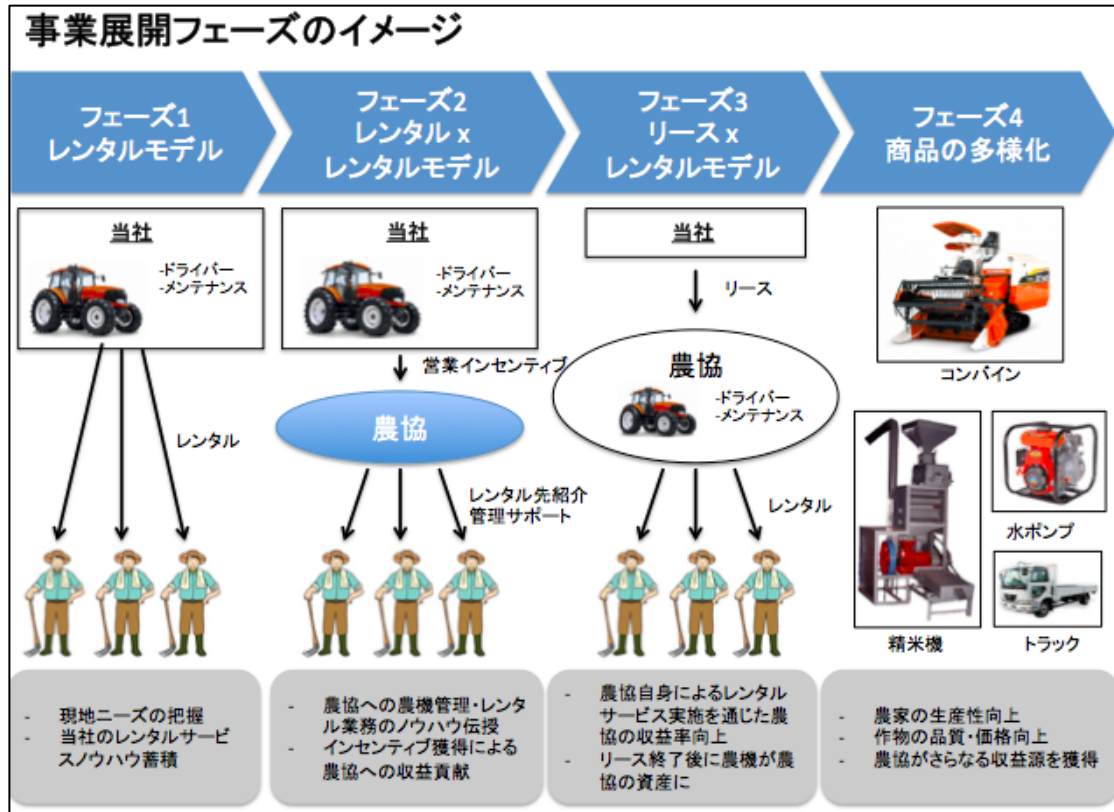 事業展開フェーズのイメージ
フェーズ1
レンタルモデル
フェーズ2
レンタル x
レンタルモデル
フェーズ3
リース x
レンタルモデル
フェーズ4
商品の多様化
当社
-ドライバー
-メンテナンス
レンタル
当社
-ドライバー
-メンテナンス
営業インセンティブ
農協
レンタル先紹介
管理サポート
当社
リース
農協
-ドライバー
-メンテナンス
レンタル
コンバイン
水ポンプ
精米機
トラック
- 現地ニーズの把握
- 当社のレンタルサービ
スノウハウ蓄積
- 農協への農機管理・レンタ
ル業務のノウハウ伝授
- インセンティブ獲得による
農協への収益貢献
- 農協自身によるレンタル
サービス実施を通じた農
協の収益率向上
- リース終了後に農機が農
協の資産に
- 農家の生産性向上
- 作物の品質・価格向上
- 農協がさらなる収益源を獲得